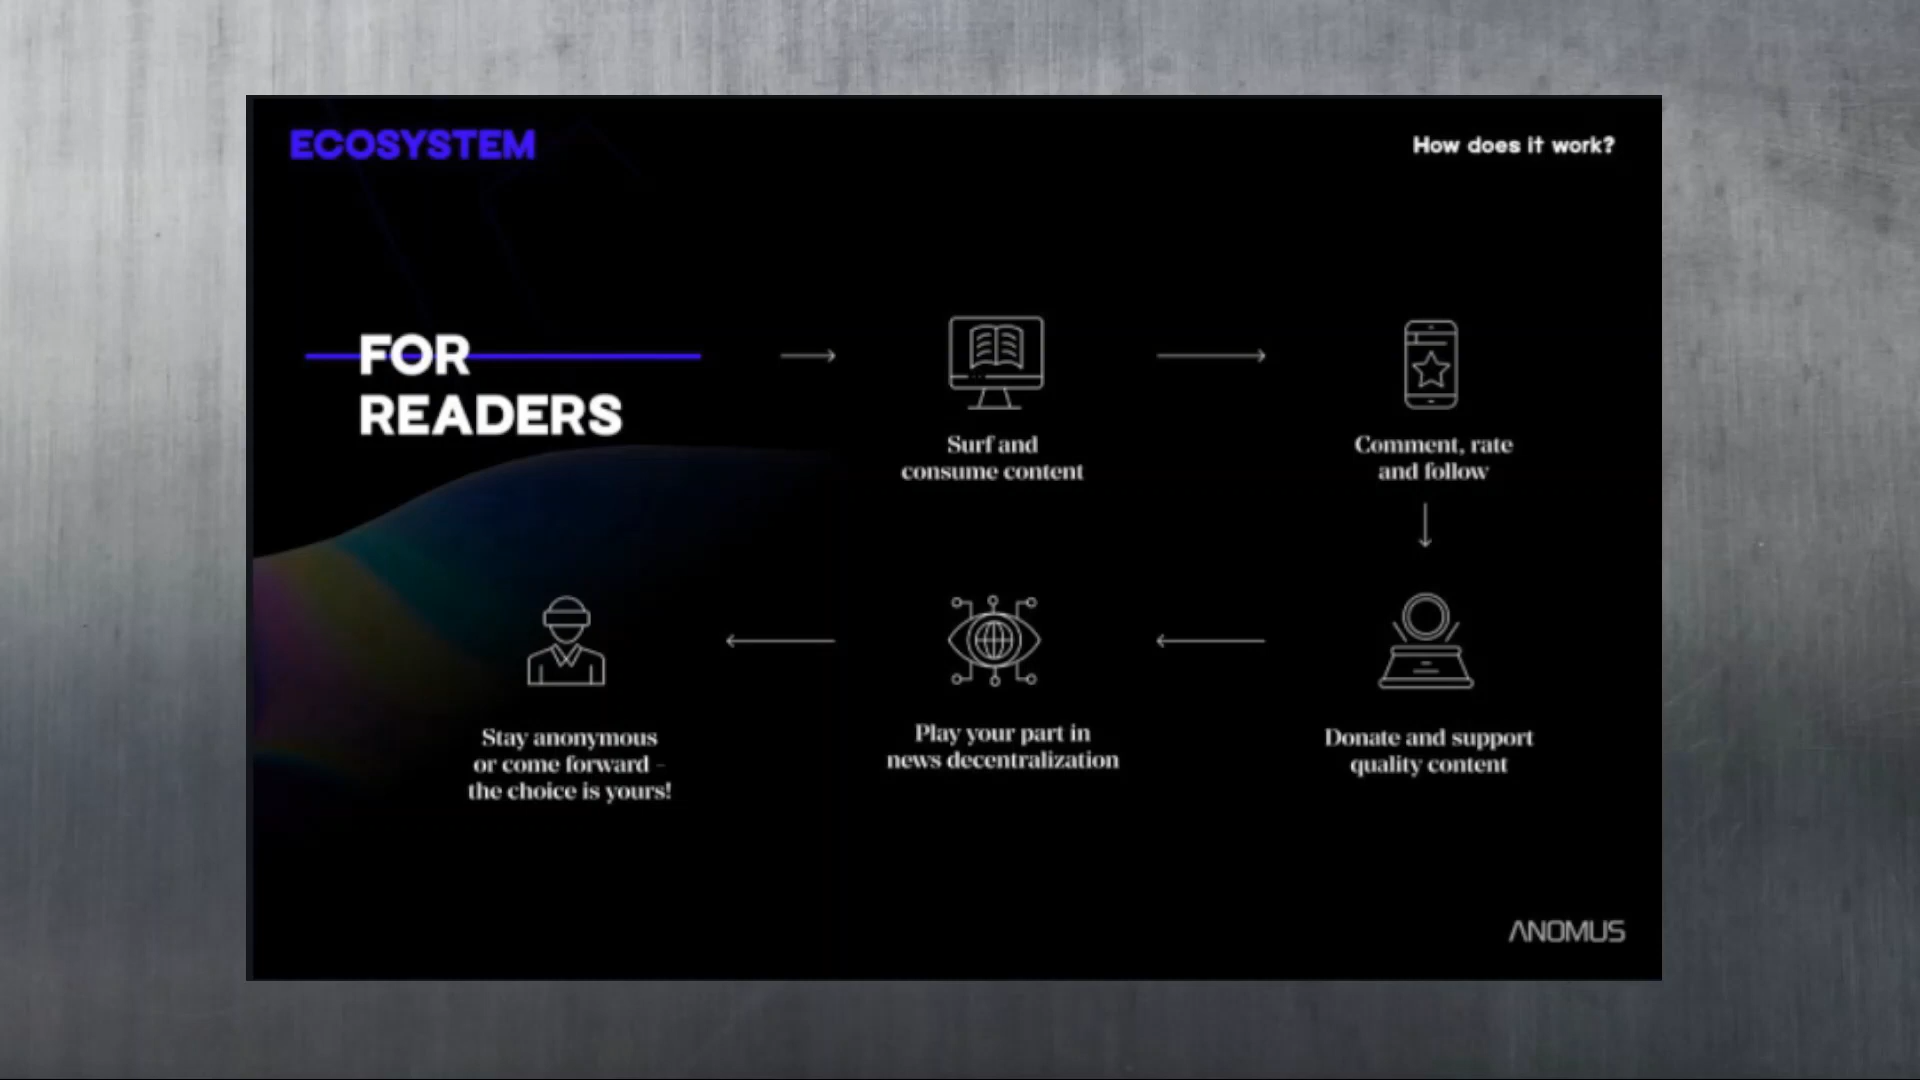 ECOSYSTEM
How does it work?
FOR
READERS
Surf and
consume content
Comment, rate
and follow
Donate and support
quality content
Play your part in
news decentralization
Stay anonymous
or come forward -
the choice is yours!
ANOMUS